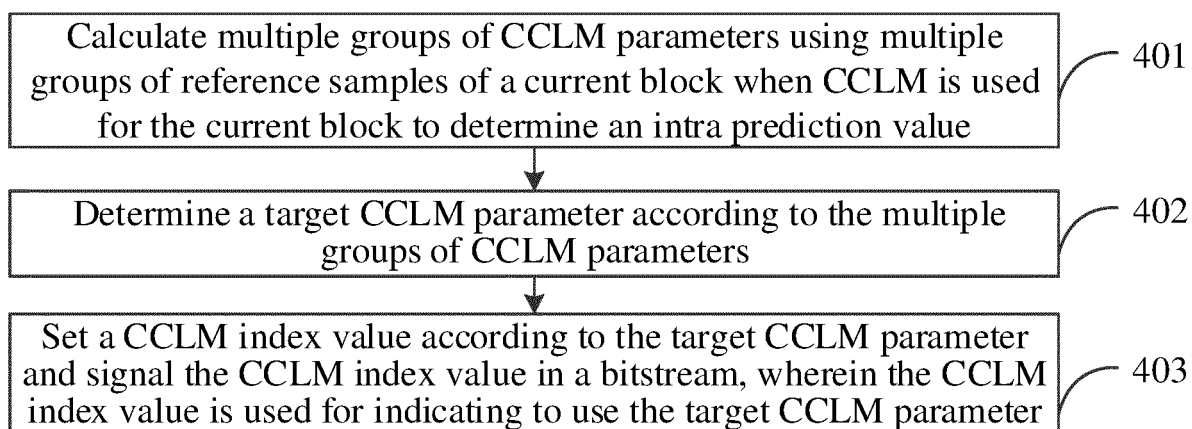 Calculate multiple groups of CCLM parameters using multiple
groups of reference samples of a current block when CCLM is used
for the current block to determine an intra prediction value
401
Determine a target CCLM parameter according to the multiple
groups of CCLM parameters
402
Set a CCLM index value according to the target CCLM parameter
and signal the CCLM index value in a bitstream, wherein the CCLM
index value is used for indicating to use the target CCLM parameter
403